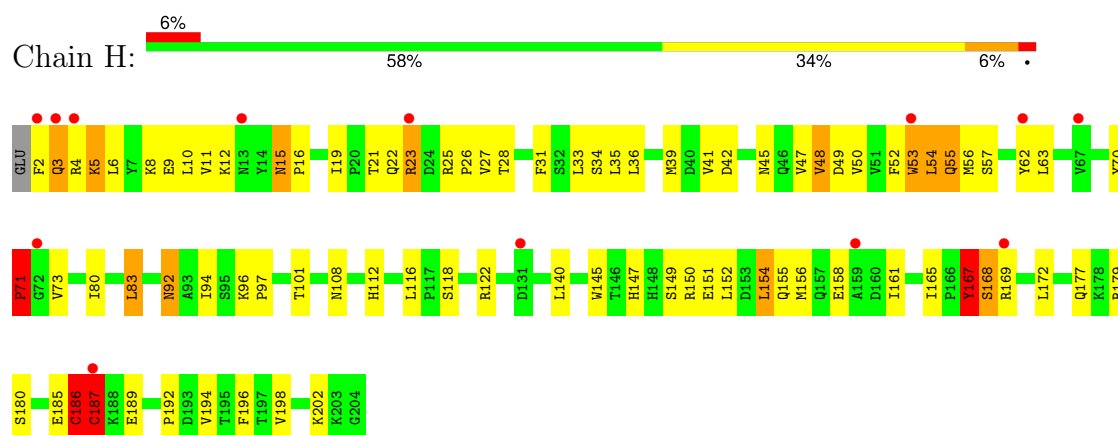 6%
Chain H:
58% 34% 6% •
GLU F2 Q3 R4 K5 L6 Y7 K8 E9 L10 V11 K12 N13 Y14 N15 P16 I19 P20 T21 Q22 R23 D24 R25 P26 V27 T28 F31 S32 L33 S34 L35 L36 M39 D40 V41 D42 N45 Q46 V47 V48 D49 V50 V51 F52 W53 L54 Q55 M56 S57 Y62 L63 V67 Y70
P71 G72 V73 I80 L83 N92 A93 I94 S95 K96 P97 T101 N108 H112 L116 P117 S118 R122 D131 L140 W145 T146 H147 H148 S149 R150 E151 L152 D153 L154 Q155 M156 Q157 E158 A159 D160 I161 I165 P166 Y167 S168 R169 L172 Q177 K178 R179
S180 E185 C186 C187 K188 E189 P192 D193 V194 T195 F196 T197 V198 K202 K203 G204